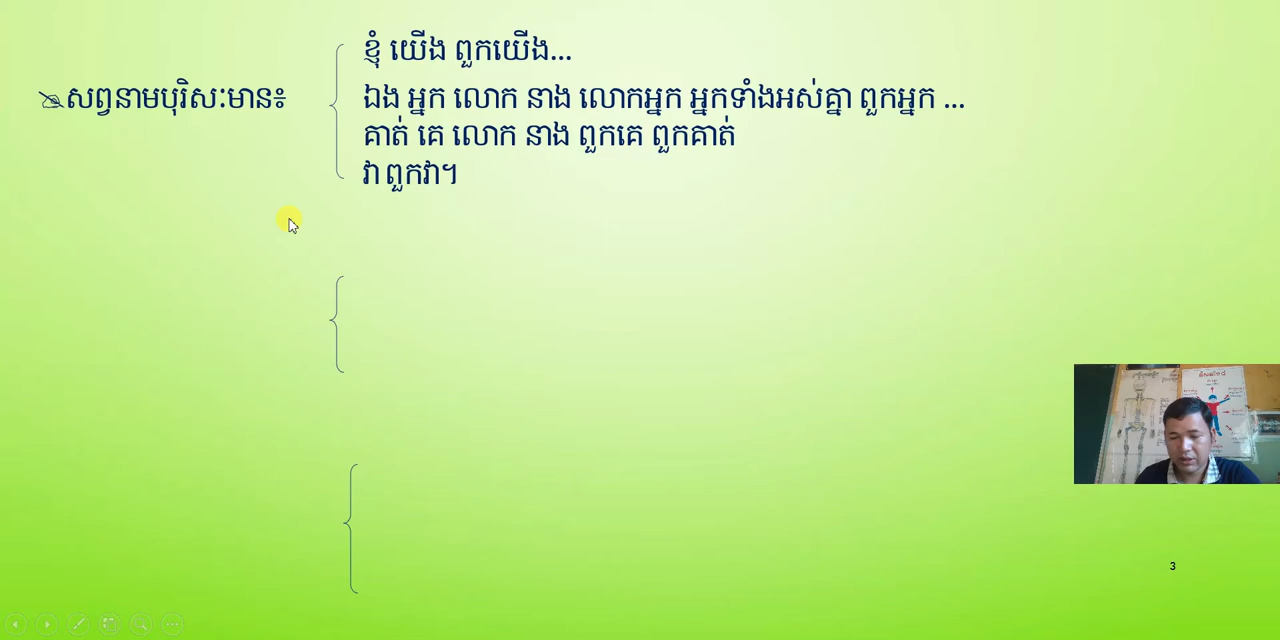 ខ្ញុំ យើង ពួកយើង...
សព្វនាមបុរិសៈមាន៖
ឯង អ្នក លោក នាង លោកអ្នក អ្នកទាំងអស់គ្នា ពួកអ្នក ...
គាត់ គេ លោក នាង ពួកគេ ពួកគាត់
វា ពួកវា។
3